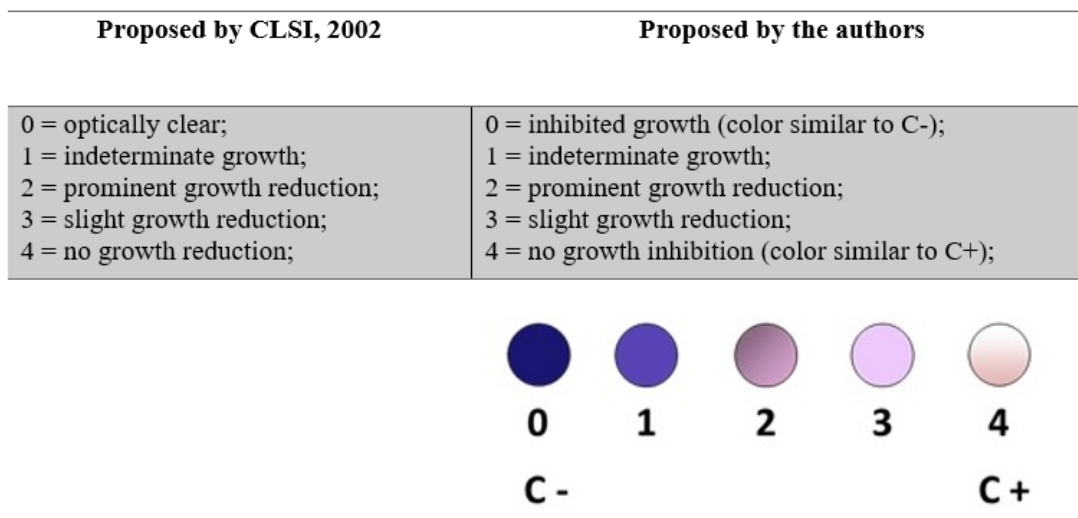 Proposed by CLSI, 2002
Proposed by the authors
0 = optically clear;
1 = indeterminate growth;
2 = prominent growth reduction;
3 = slight growth reduction;
4 = no growth reduction;
0 = inhibited growth (color similar to C-);
1 = indeterminate growth;
2 = prominent growth reduction;
3 = slight growth reduction;
4 = no growth inhibition (color similar to C+);
0 1 2 3 4
C - C +